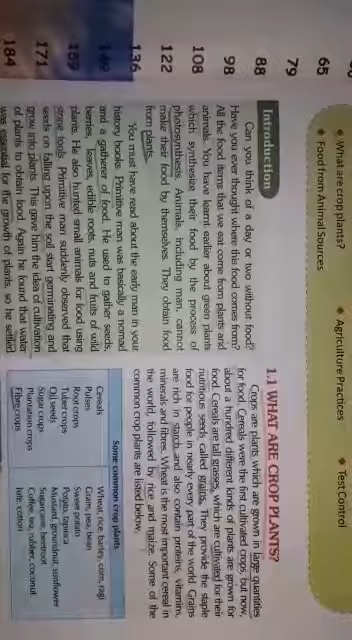 65
79
88
98
108
122
136
149
159
171
184
• What are crop plants?
• Agriculture Practices
• Test Control
• Food from Animal Sources
Introduction
Can you think of a day or two without food?
Have you ever thought where this food comes from?
All the food items that we eat come from plants and
animals. You have learnt earlier about green plants
which synthesize their food by the process of
photosynthesis. Animals, including man, cannot
make their food by themselves. They obtain food
from plants.
You must have read about the early man in your
history books. Primitive man was basically a nomad
and a gatherer of food. He used to gather seeds,
berries, leaves, edible roots, nuts and fruits of wild
plants. He also hunted small animals for food using
stone tools. Primitive man suddenly observed that
seeds on falling upon the soil start germinating and
grow into plants. This gave him the idea of cultivation
of plants to obtain food. Again he found that water
was essential for the growth of plants, so he settled
1.1 WHAT ARE CROP PLANTS?
Crops are plants which are grown in large quantities
for food. Cereals were the first cultivated crops, but now,
about a hundred different kinds of plants are grown for
food. Cereals are tall grasses, which are cultivated for their
nutritious seeds called grains. They provide the staple
food for people in nearly every part of the world. Grains
are rich in starch and also contain proteins, vitamins,
minerals and fibres. Wheat is the most important cereal in
the world, followed by rice and maize. Some of the
common crop plants are listed below.
Some common crop plants
Cereals Wheat, rice, barley, corn, ragi
Pulses Gram, pea, bean
Root crops Sweet potato
Tuber crops Potato, tapioca
Oil seeds Mustard, groundnut, sunflower
Sugar crops Sugarcane, beetroot
Plantation crops Coffee, tea, rubber, coconut
Fibre crops Jute, cotton